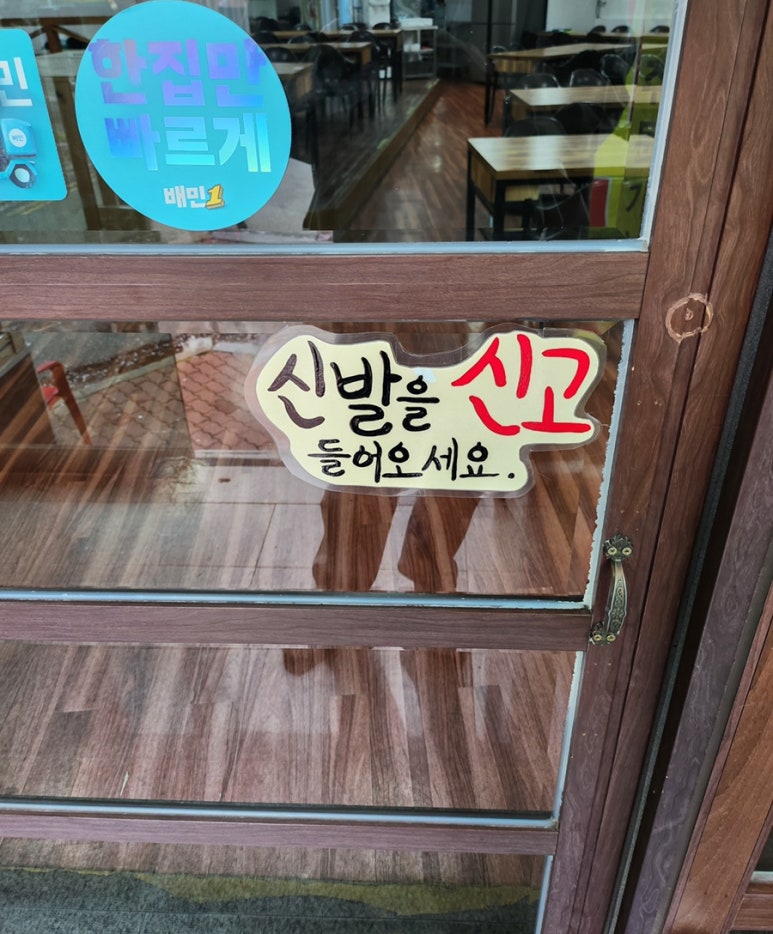 민
한집만
빠르게
배민1
신발을 신고
들어오세요.